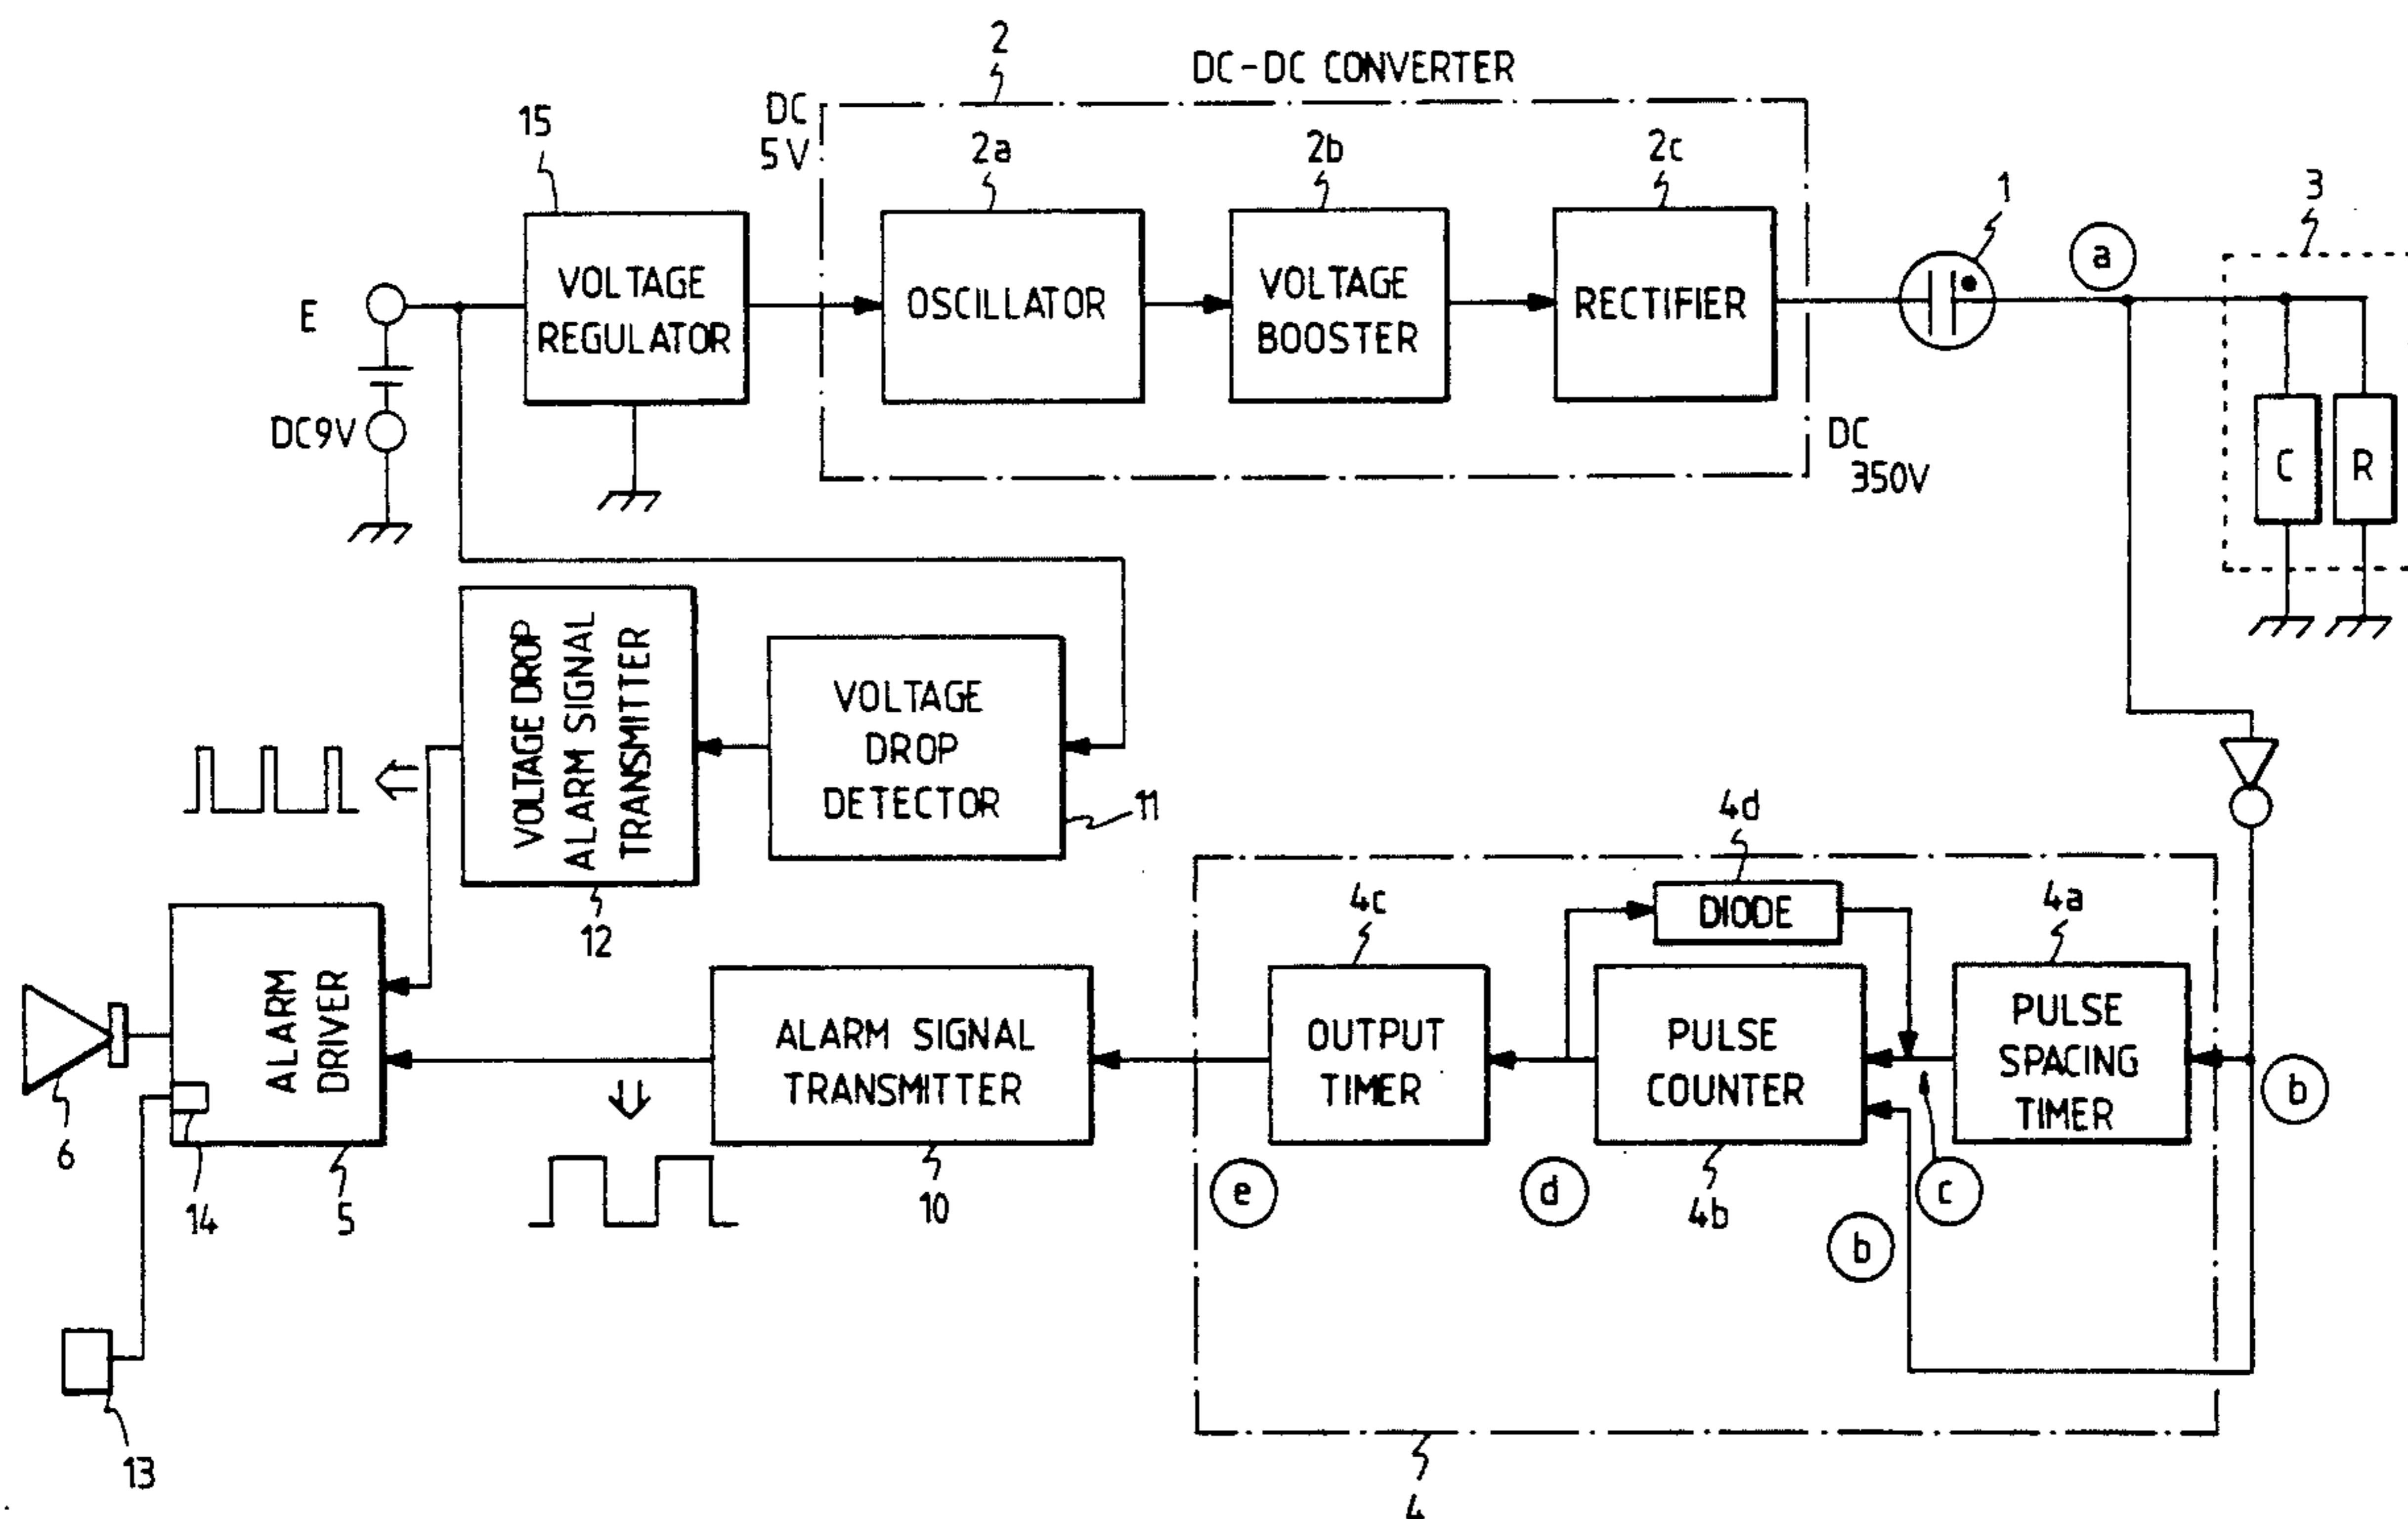 2
DC-DC CONVERTER
DC
5V
15
2a
2b
2c
1
a
3
E
VOLTAGE
REGULATOR
OSCILLATOR
VOLTAGE
BOOSTER
RECTIFIER
DC9V
DC
350V
C
R
VOLTAGE DROP
ALARM SIGNAL
TRANSMITTER
VOLTAGE
DROP
DETECTOR
11
12
4d
DIODE
4c
4a
ALARM
DRIVER
ALARM SIGNAL
TRANSMITTER
OUTPUT
TIMER
PULSE
COUNTER
PULSE
SPACING
TIMER
b
6
14
5
10
e
d
4b
c
b
13
4